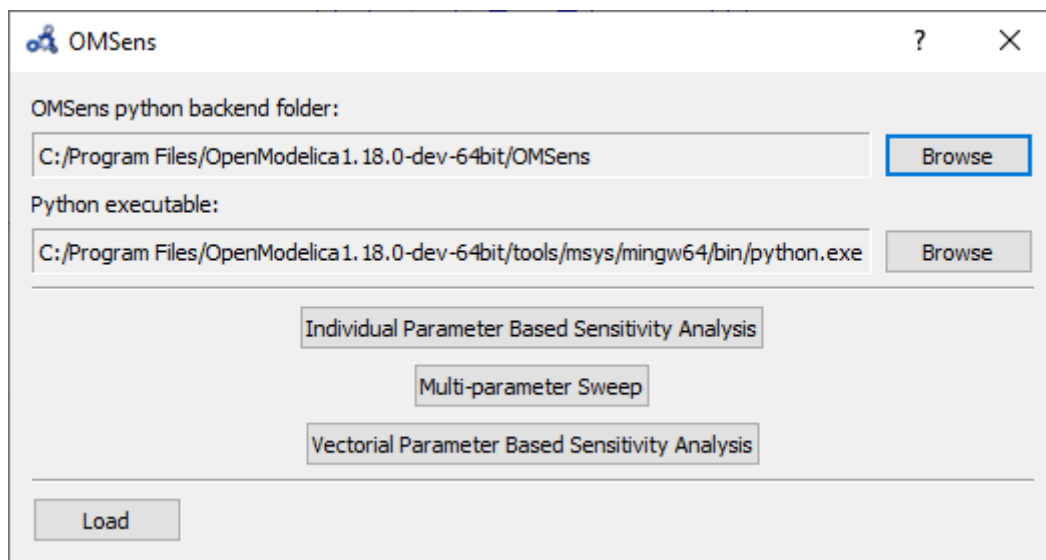 OMSens
OMSens python backend folder:
C:/Program Files/OpenModelica1.18.0-dev-64bit/OMSens Browse
Python executable:
C:/Program Files/OpenModelica1.18.0-dev-64bit/tools/msys/mingw64/bin/python.exe Browse
Individual Parameter Based Sensitivity Analysis
Multi-parameter Sweep
Vectorial Parameter Based Sensitivity Analysis
Load